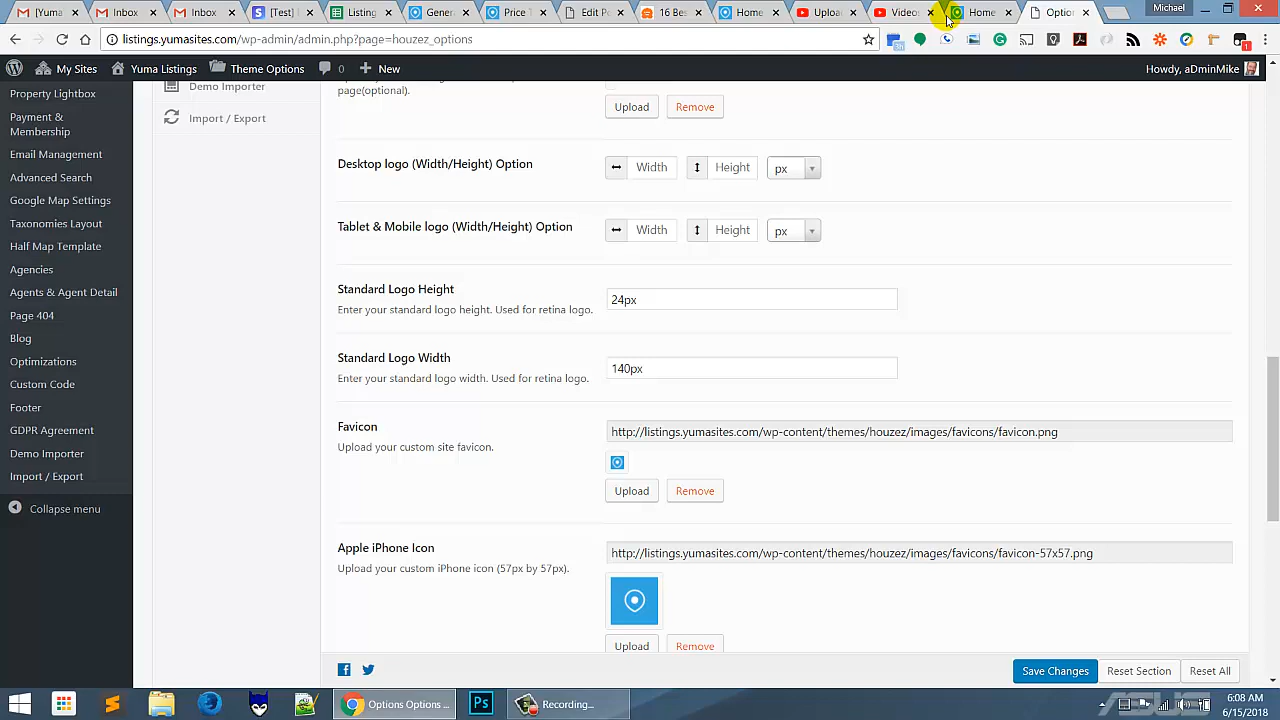 [Yuma
Inbox
Inbox
[Test]
Listing
Gener
Price T
Edit P
16 Bes
Home
Uploa
Video
Home
Optio
Michael
listings.yumasites.com/wp-admin/admin.php?page=houzez_options
My Sites
Yuma Listings
Theme Options
0
New
Howdy, aDminMike
Property Lightbox
Payment &
Membership
Email Management
Advanced Search
Google Map Settings
Taxonomies Layout
Half Map Template
Agencies
Agents & Agent Detail
Page 404
Blog
Optimizations
Custom Code
Footer
GDPR Agreement
Demo Importer
Import / Export
Collapse menu
Demo Importer
Import / Export
page(optional).
Upload
Remove
Desktop logo (Width/Height) Option
Width
Height
px
Tablet & Mobile logo (Width/Height) Option
Width
Height
px
Standard Logo Height
Enter your standard logo height. Used for retina logo.
24px
Standard Logo Width
Enter your standard logo width. Used for retina logo.
140px
Favicon
Upload your custom site favicon.
http://listings.yumasites.com/wp-content/themes/houzez/images/favicons/favicon.png
Upload
Remove
Apple iPhone Icon
Upload your custom iPhone icon (57px by 57px).
http://listings.yumasites.com/wp-content/themes/houzez/images/favicons/favicon-57x57.png
Upload
Remove
Save Changes
Reset Section
Reset All
Options Options ...
Ps
Recording...
ASUS
6:08 AM
6/15/2018